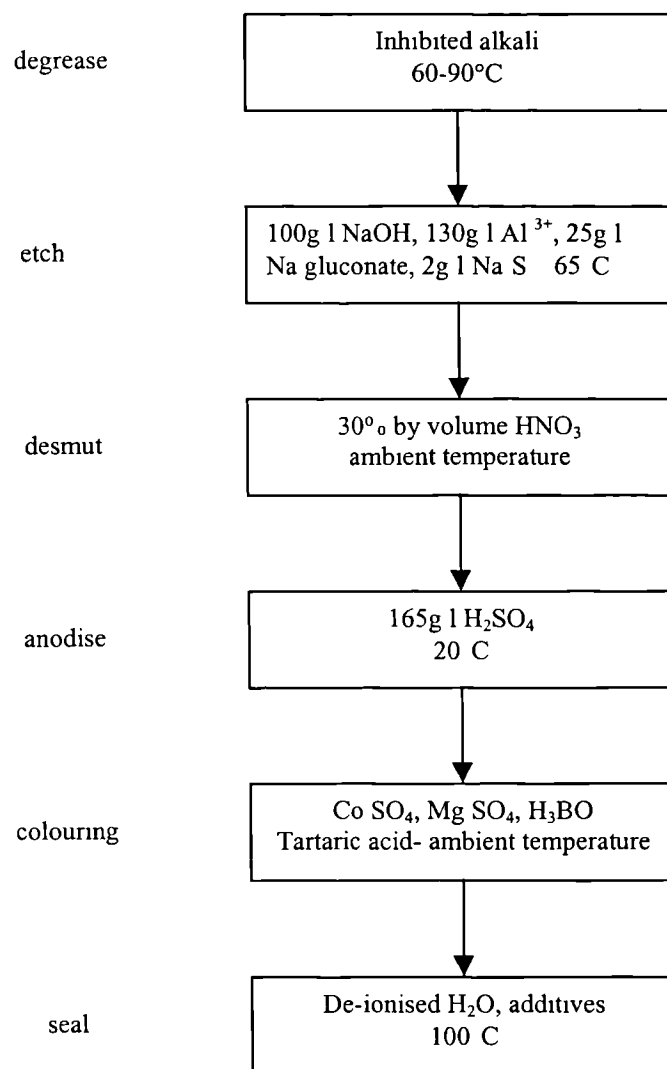 degrease
Inhibited alkali
60-90°C
etch
100g l NaOH, 130g l Al ³⁺, 25g l
Na gluconate, 2g l Na S 65 C
desmut
30% by volume HNO₃
ambient temperature
anodise
165g l H₂SO₄
20 C
colouring
Co SO₄, Mg SO₄, H₃BO
Tartaric acid- ambient temperature
seal
De-ionised H₂O, additives
100 C